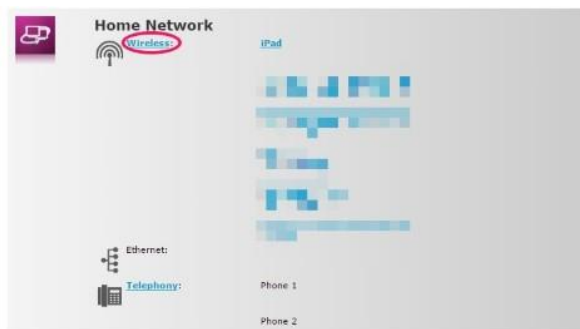 Home Network
Wireless: iPad
Ethernet:
Telephony: Phone 1
Phone 2